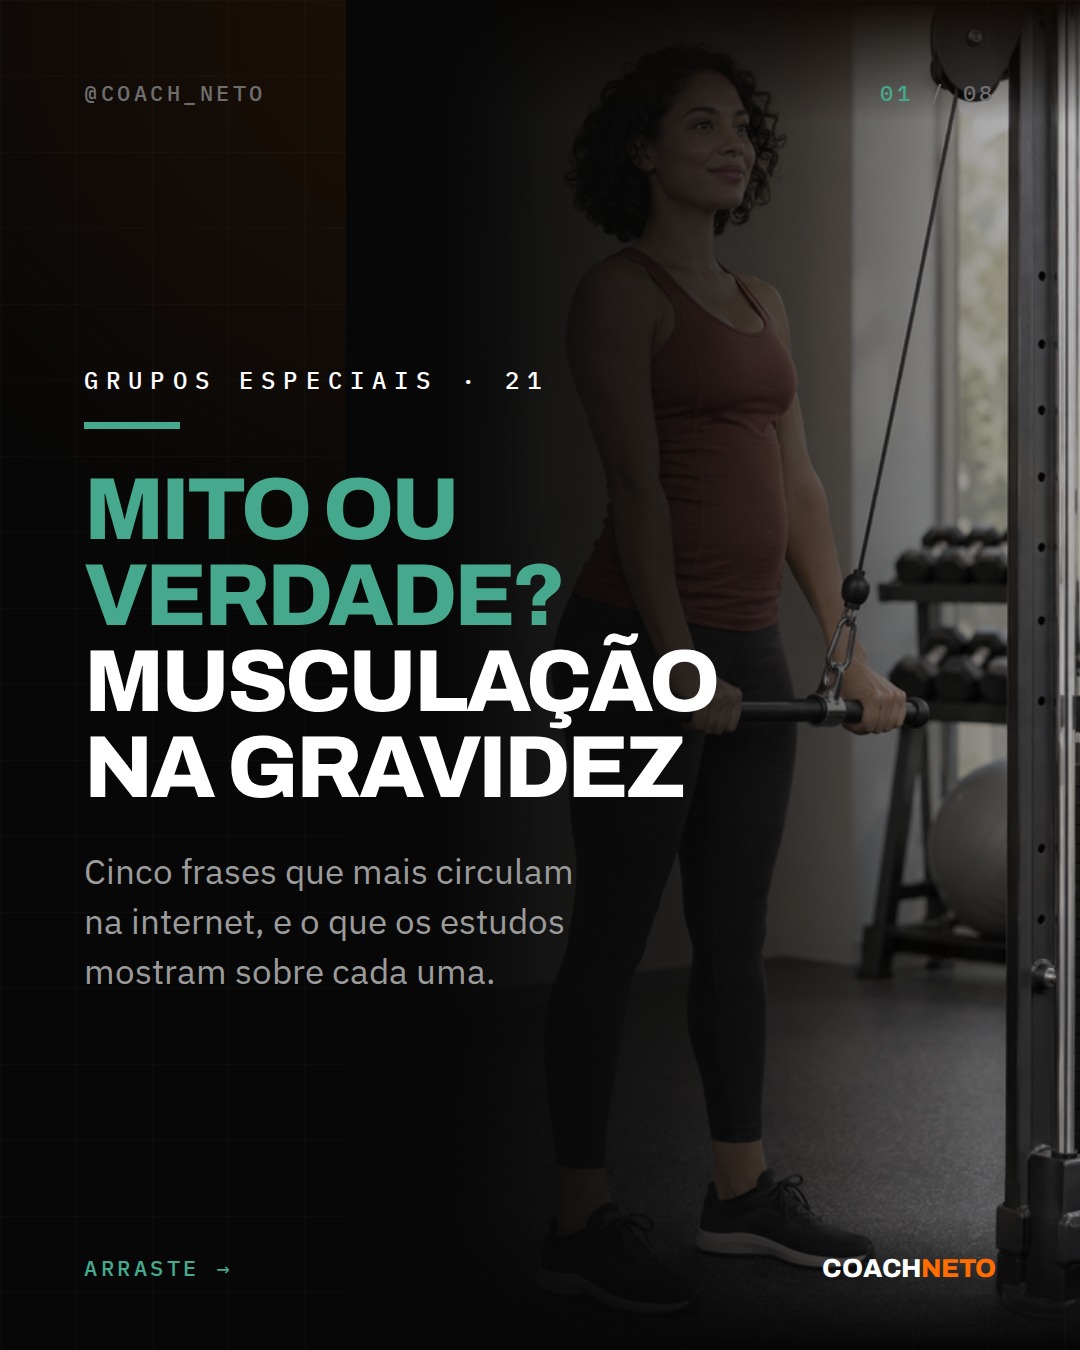 @COACH_NETO
01 / 08
GRUPOS ESPECIAIS · 21
MITO OU
VERDADE?
MUSCULAÇÃO
NA GRAVIDEZ
Cinco frases que mais circulam
na internet, e o que os estudos
mostram sobre cada uma.
ARRASTE →
COACHNETO